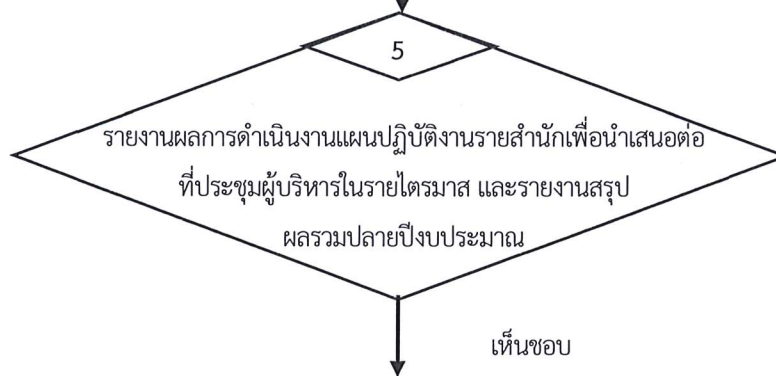 5
รายงานผลการดำเนินงานแผนปฏิบัติงานรายสำนักเพื่อนำเสนอต่อ
ที่ประชุมผู้บริหารในรายไตรมาส และรายงานสรุป
ผลรวมปลายปีงบประมาณ
เห็นชอบ